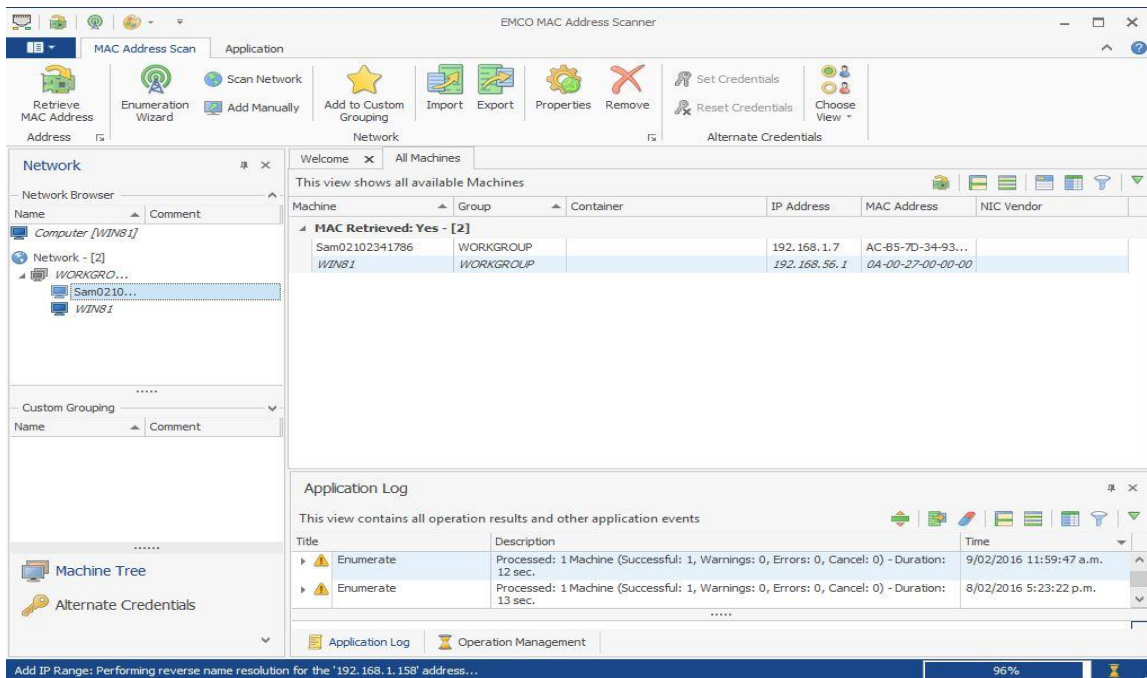 EMCO MAC Address Scanner
MAC Address Scan Application
Retrieve MAC Address
Enumeration Wizard
Scan Network
Add Manually
Add to Custom Grouping
Import
Export
Properties
Remove
Set Credentials
Reset Credentials
Choose View
Address
Network
Alternate Credentials
Network
Network Browser
Name Comment
Computer [WIN81]
Network - [2]
WORKGRO...
Sam0210...
WIN81
Custom Grouping
Name Comment
Machine Tree
Alternate Credentials
Welcome All Machines
This view shows all available Machines
Machine Group Container IP Address MAC Address NIC Vendor
MAC Retrieved: Yes - [2]
Sam02102341786 WORKGROUP 192.168.1.7 AC-B5-7D-34-93...
WIN81 WORKGROUP 192.168.56.1 0A-00-27-00-00-00
Application Log
This view contains all operation results and other application events
Title Description Time
Enumerate Processed: 1 Machine (Successful: 1, Warnings: 0, Errors: 0, Cancel: 0) - Duration: 9/02/2016 11:59:47 a.m.
12 sec.
Enumerate Processed: 1 Machine (Successful: 1, Warnings: 0, Errors: 0, Cancel: 0) - Duration: 8/02/2016 5:23:22 p.m.
13 sec.
Application Log Operation Management
Add IP Range: Performing reverse name resolution for the '192.168.1.158' address... 96%